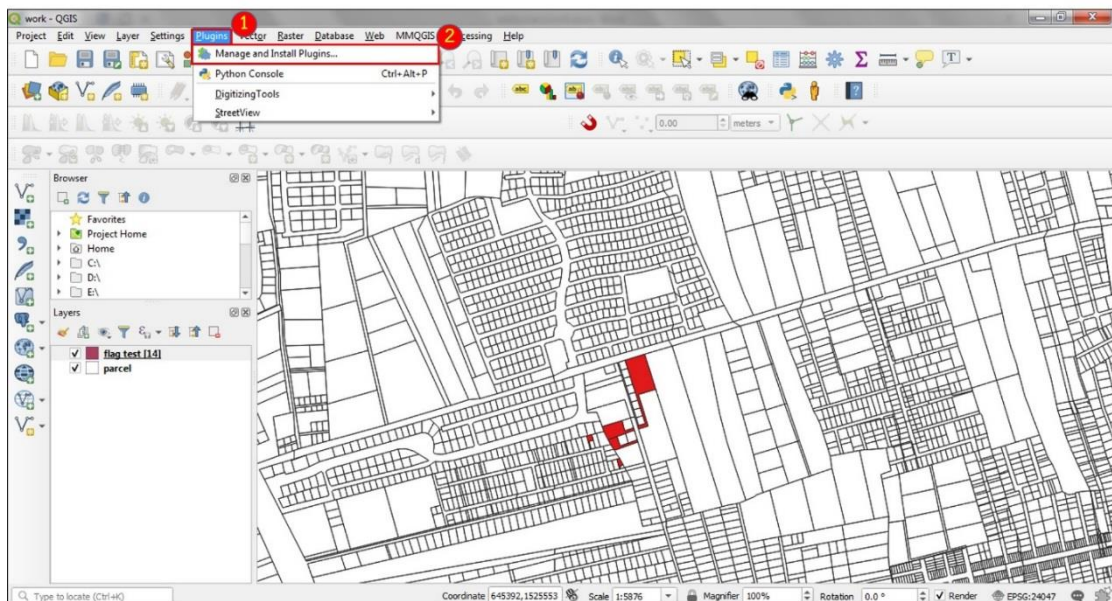 work - QGIS
1
Project Edit View Layer Settings Plugins Vector Raster Database Web MMQGIS Processing Help
2
Manage and Install Plugins...
Python Console Ctrl+Alt+P
DigitizingTools
StreetView
0.00 meters
Browser
Favorites
Project Home
Home
C:\
D:\
E:\
Layers
flag test [14]
parcel
Type to locate (Ctrl+K) Coordinate 645392,1525553 Scale 1:5876 Magnifier 100% Rotation 0.0 ° Render EPSG:24047